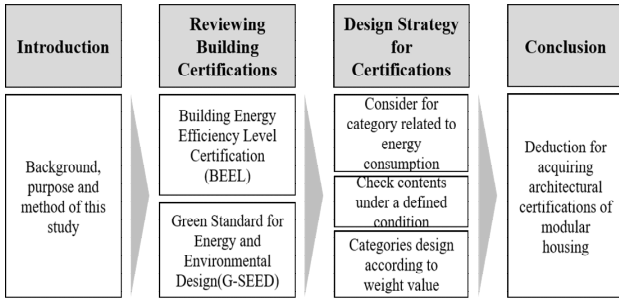 Introduction
Background,
purpose and
method of this
study
Reviewing
Building
Certifications
Building Energy
Efficiency Level
Certification
(BEEL)
Green Standard for
Energy and
Environmental
Design(G-SEED)
Design Strategy
for
Certifications
Consider for
category related to
energy
consumption
Check contents
under a defined
condition
Categories design
according to
weight value
Conclusion
Deduction for
acquiring
architectural
certifications of
modular
housing